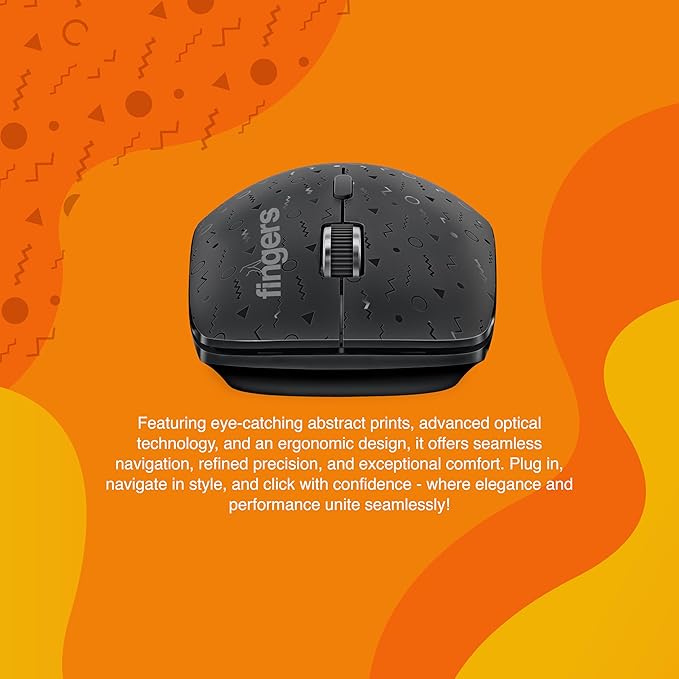 fingers
Featuring eye-catching abstract prints, advanced optical
technology, and an ergonomic design, it offers seamless
navigation, refined precision, and exceptional comfort. Plug in,
navigate in style, and click with confidence - where elegance and
performance unite seamlessly!